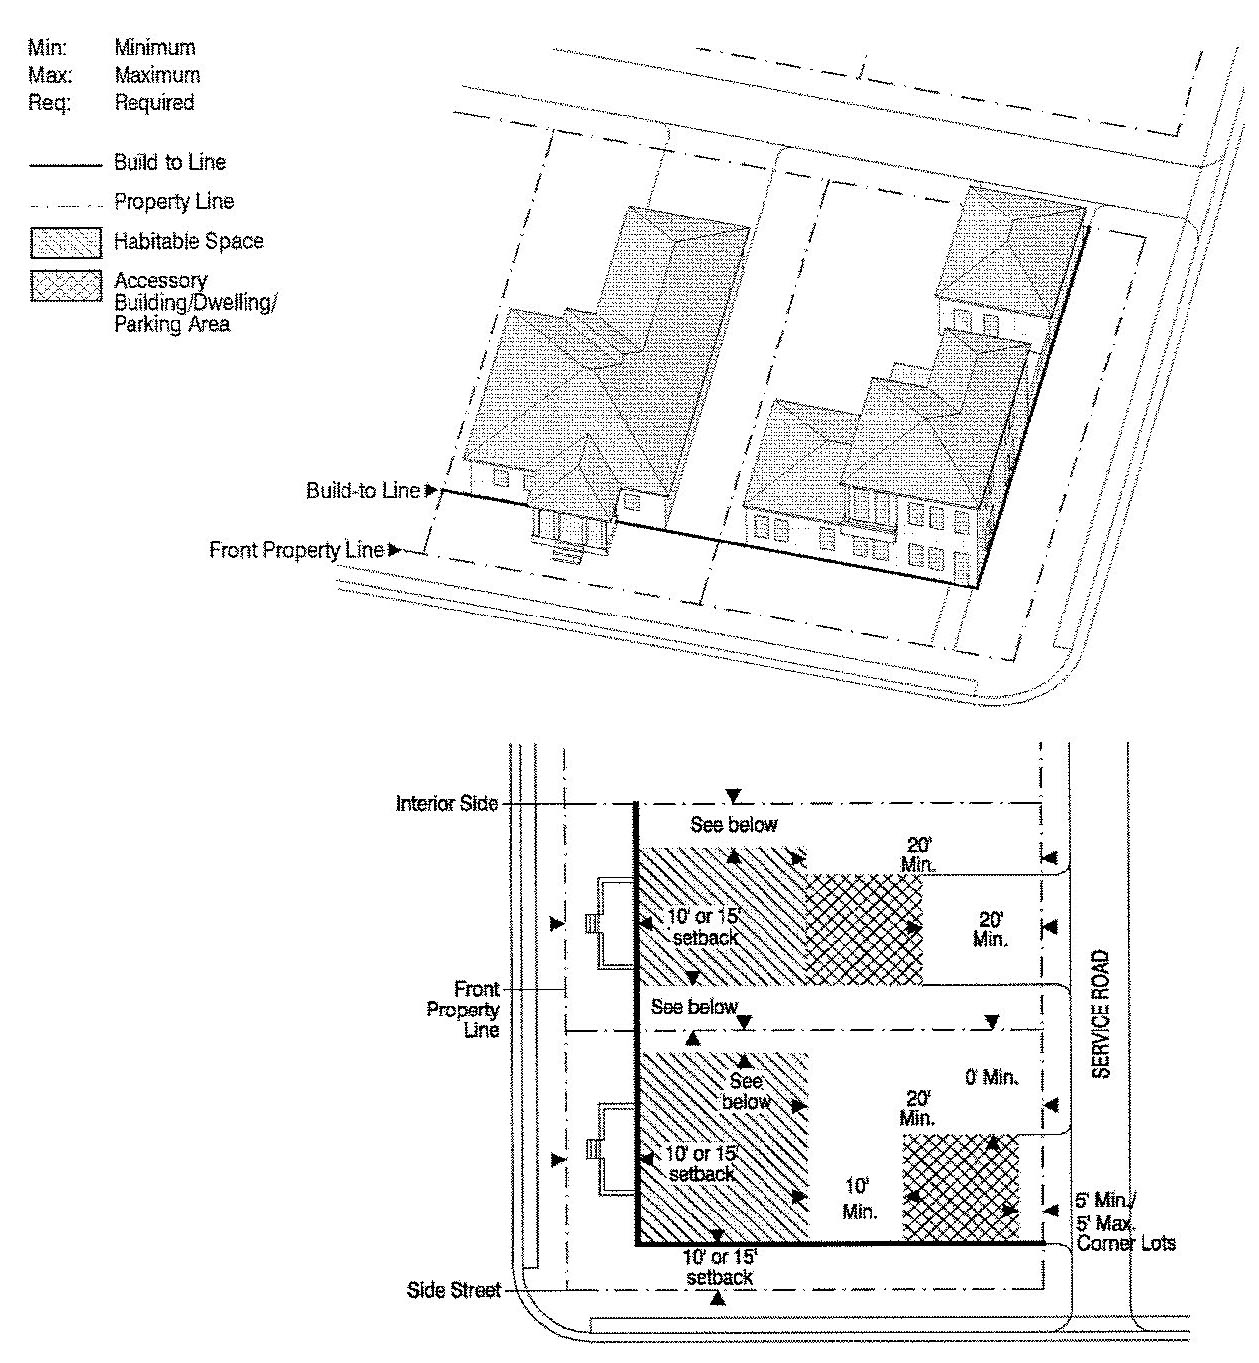 Min: Minimum
Max: Maximum
Req: Required
Build to Line
Property Line
Habitable Space
Accessory
Building/Dwelling/
Parking Area
Build-to Line
Front Property Line
Interior Side
See below
20'
Min.
10' or 15'
setback
20'
Min.
Front
Property
Line
See below
SERVICE ROAD
See
below
0' Min.
20'
Min.
10' or 15'
setback
10'
Min.
5' Min./
5' Max.
Corner Lots
10' or 15'
setback
Side Street